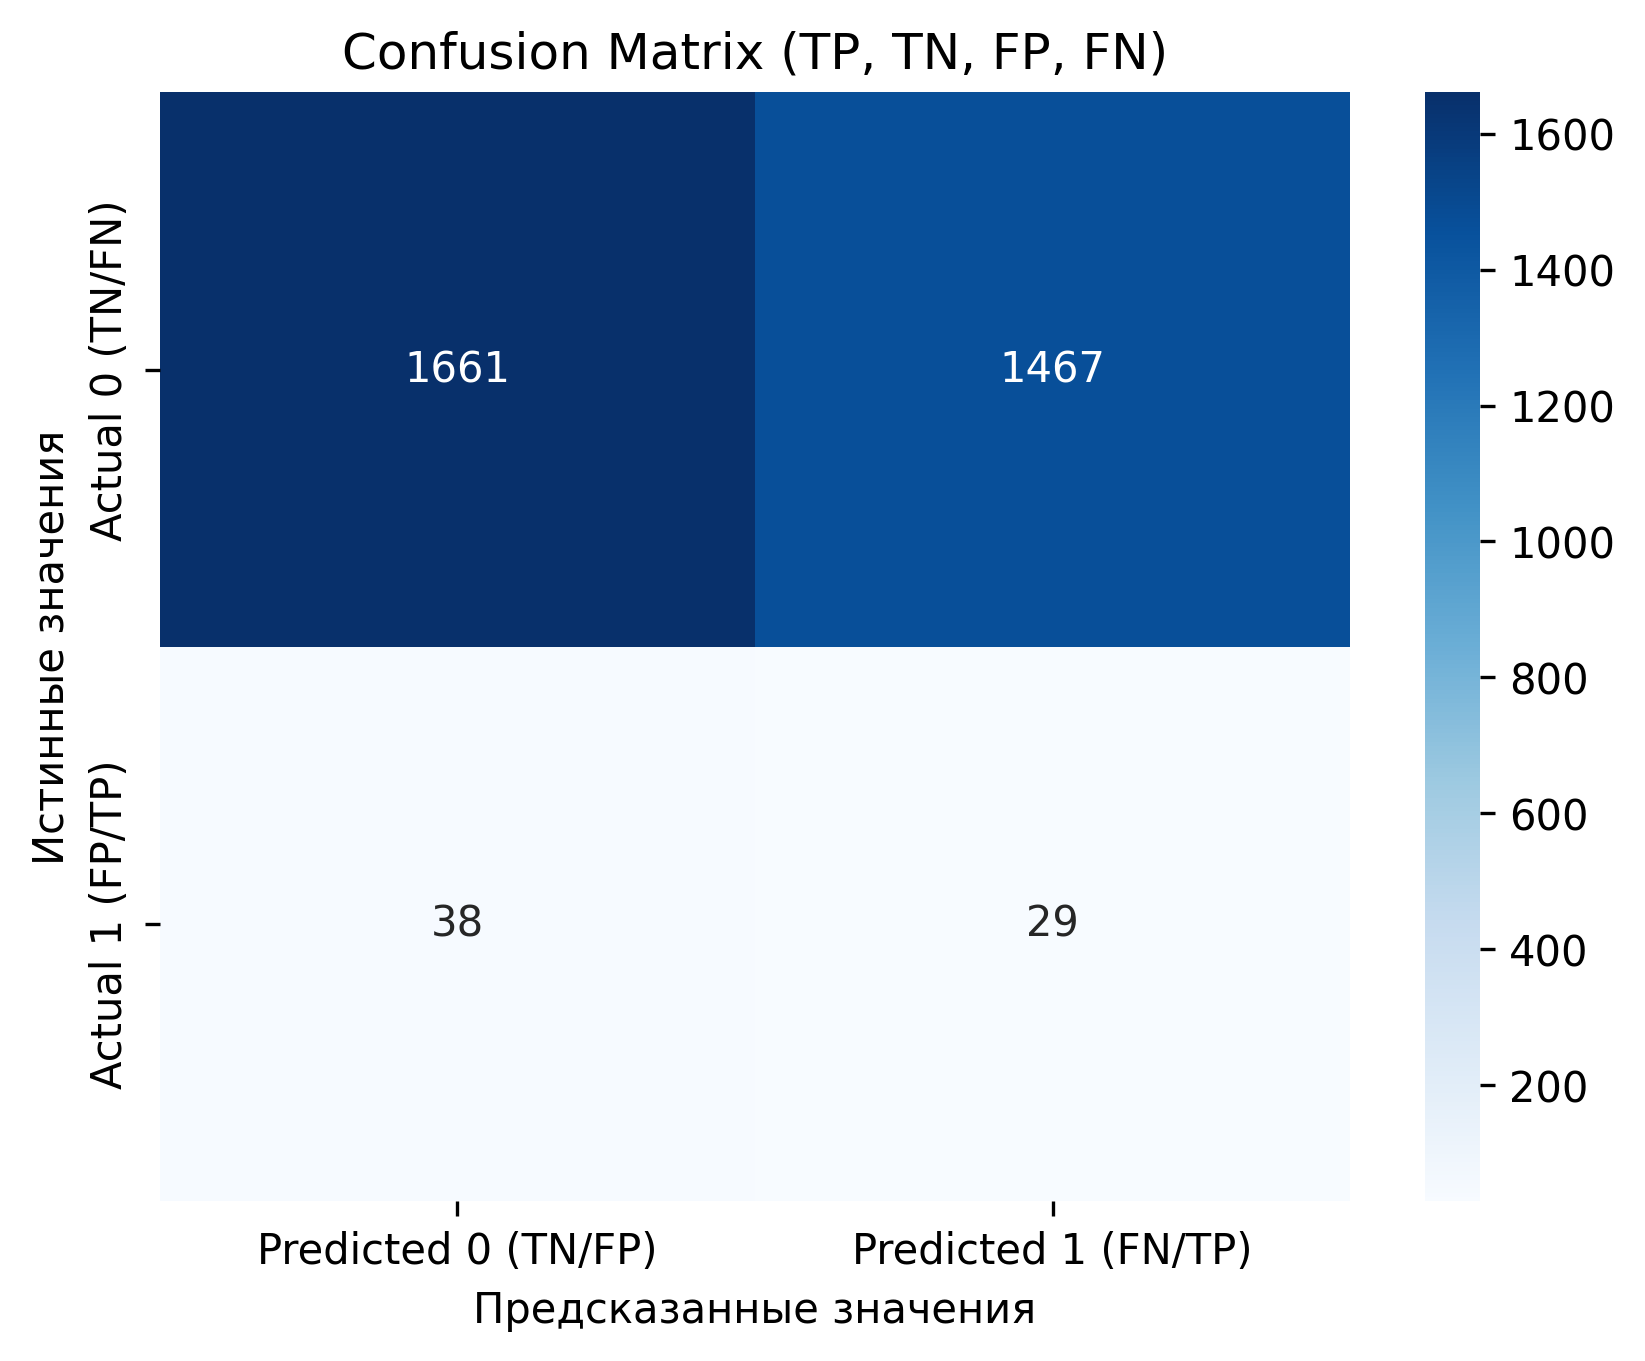 Confusion Matrix (TP, TN, FP, FN)
Истинные значения
Actual 0 (TN/FN)
Actual 1 (FP/TP)
1661
1467
38
29
Predicted 0 (TN/FP)
Predicted 1 (FN/TP)
Предсказанные значения
1600
1400
1200
1000
800
600
400
200